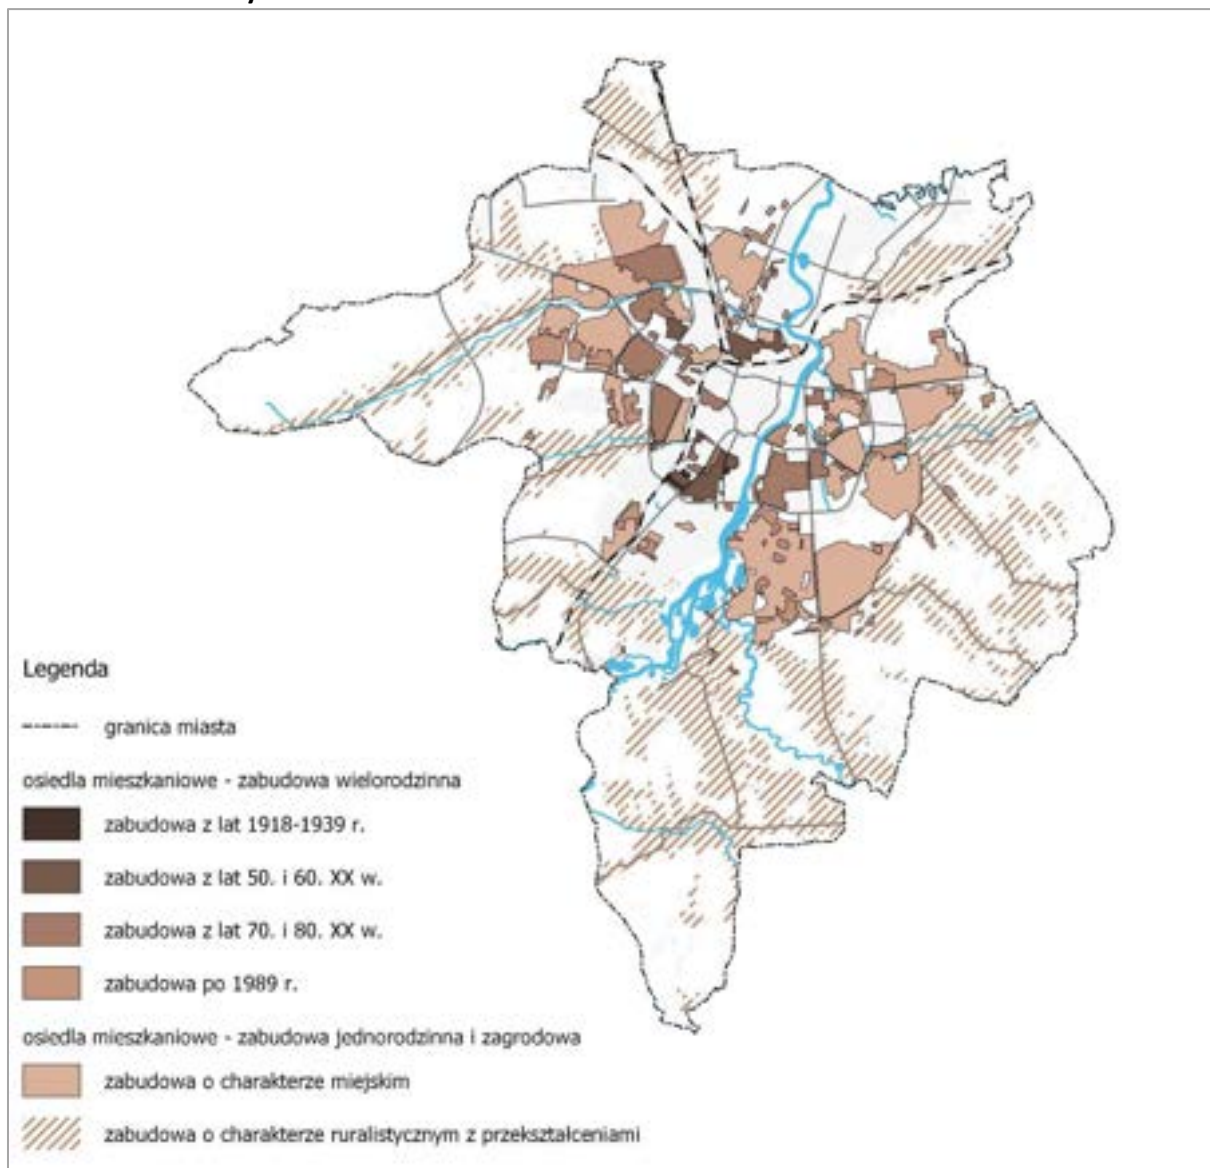 Legenda
granica miasta
osiedla mieszkaniowe - zabudowa wielorodzinna
zabudowa z lat 1918-1939 r.
zabudowa z lat 50. i 60. XX w.
zabudowa z lat 70. i 80. XX w.
zabudowa po 1989 r.
osiedla mieszkaniowe - zabudowa jednorodzinna i zagrodowa
zabudowa o charakterze miejskim
zabudowa o charakterze ruralistycznym z przekształceniami